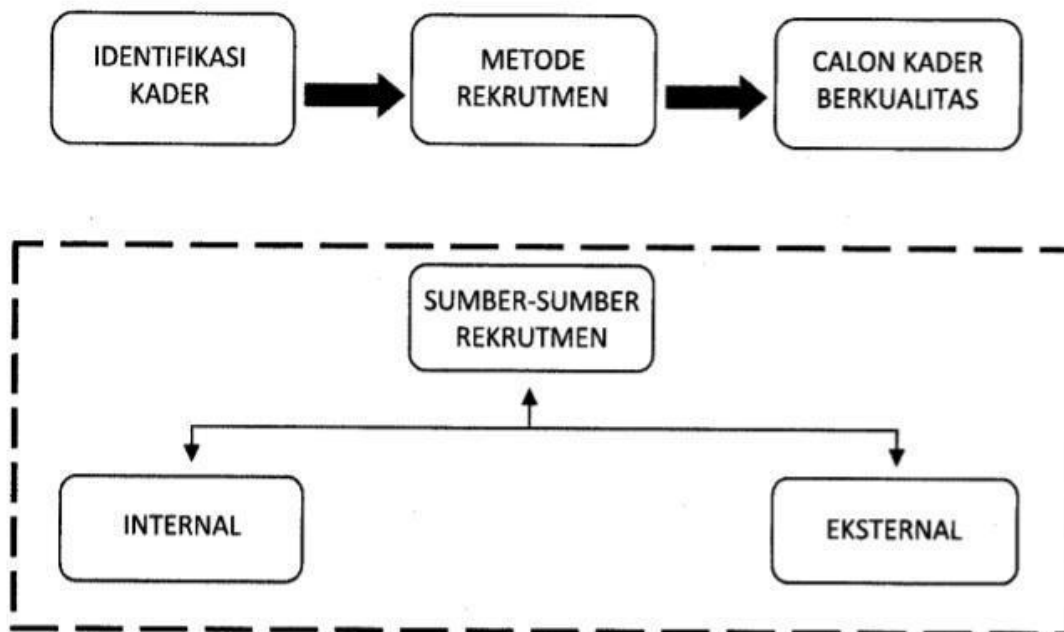 IDENTIFIKASI
KADER
METODE
REKRUTMEN
CALON KADER
BERKUALITAS
SUMBER-SUMBER
REKRUTMEN
INTERNAL
EKSTERNAL